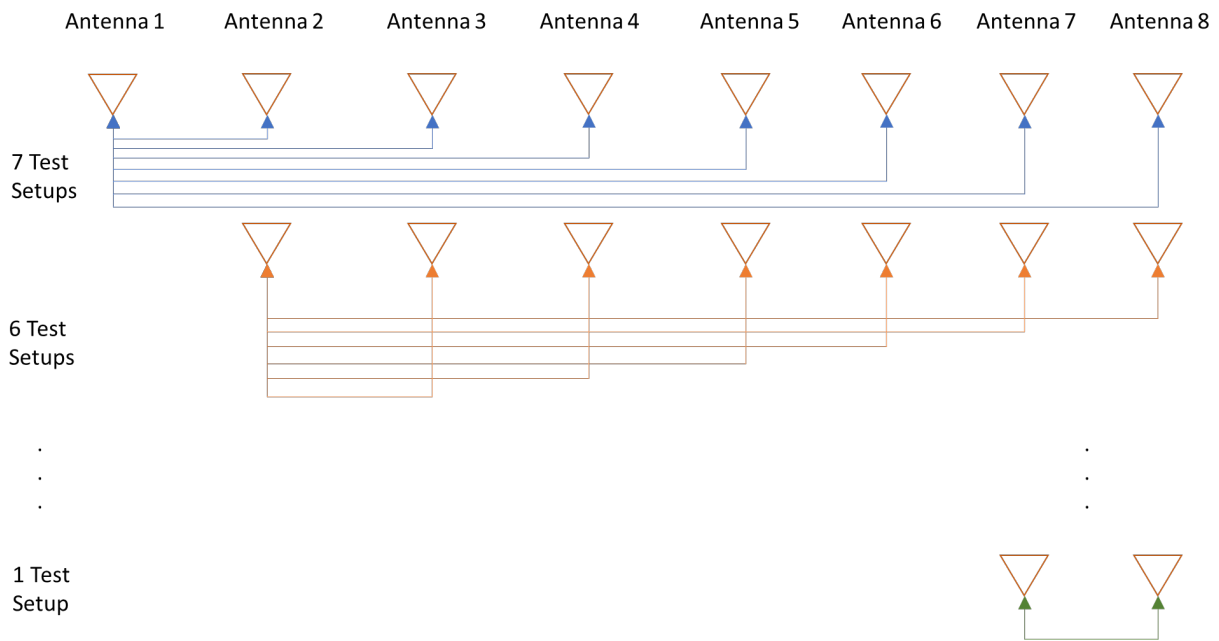 Antenna 1 Antenna 2 Antenna 3 Antenna 4 Antenna 5 Antenna 6 Antenna 7 Antenna 8
7 Test
Setups
6 Test
Setups
. .
. .
. .
1 Test
Setup